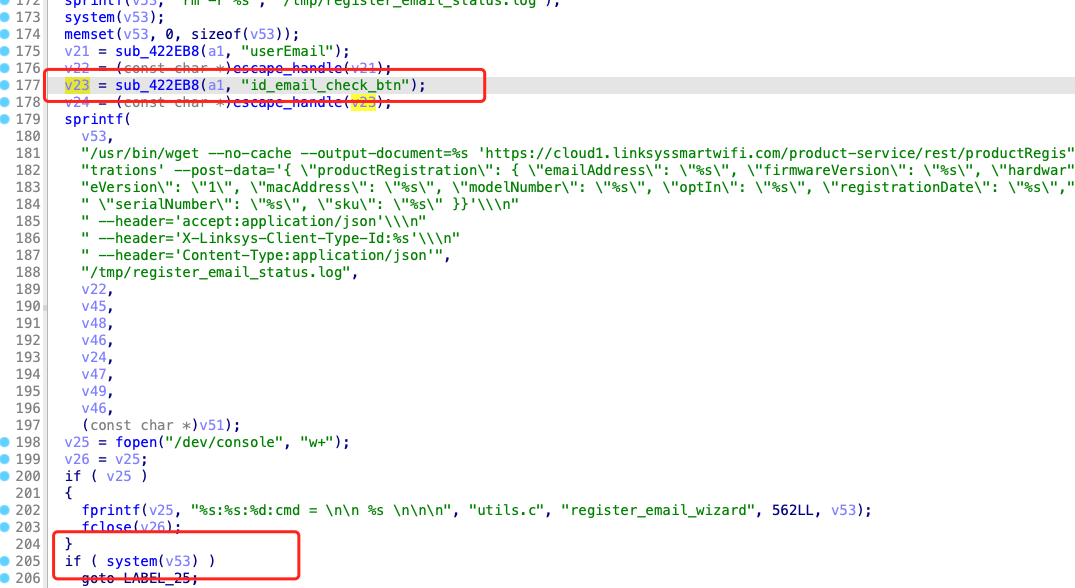 172 sprintf(v53, "rm -f %s", "/tmp/register_email_status.log");
173 system(v53);
174 memset(v53, 0, sizeof(v53));
175 v21 = sub_422EB8(a1, "userEmail");
176 v22 = (const char *)escape_handle(v21);
177 v23 = sub_422EB8(a1, "id_email_check_btn");
178 v24 = (const char *)escape_handle(v23);
179 sprintf(
180 v53,
181 "/usr/bin/wget --no-cache --output-document=%s 'https://cloud1.linksyssmartwifi.com/product-service/rest/productRegis"
182 "trations' --post-data='{ \"productRegistration\": { \"emailAddress\": \"%s\", \"firmwareVersion\": \"%s\", \"hardwar"
183 "eVersion\": \"1\", \"macAddress\": \"%s\", \"modelNumber\": \"%s\", \"optIn\": \"%s\", \"registrationDate\": \"%s\","
184 " \"serialNumber\": \"%s\", \"sku\": \"%s\" }}'\\\n"
185 " --header='accept:application/json'\\\n"
186 " --header='X-Linksys-Client-Type-Id:%s'\\\n"
187 " --header='Content-Type:application/json'",
188 "/tmp/register_email_status.log",
189 v22,
190 v45,
191 v48,
192 v46,
193 v24,
194 v47,
195 v49,
196 v46,
197 (const char *)v51);
198 v25 = fopen("/dev/console", "w+");
199 v26 = v25;
200 if ( v25 )
201 {
202 fprintf(v25, "%s:%s:%d:cmd = \n\n %s \n\n\n", "utils.c", "register_email_wizard", 562LL, v53);
203 fclose(v26);
204 }
205 if ( system(v53) )
206 goto LABEL_25;